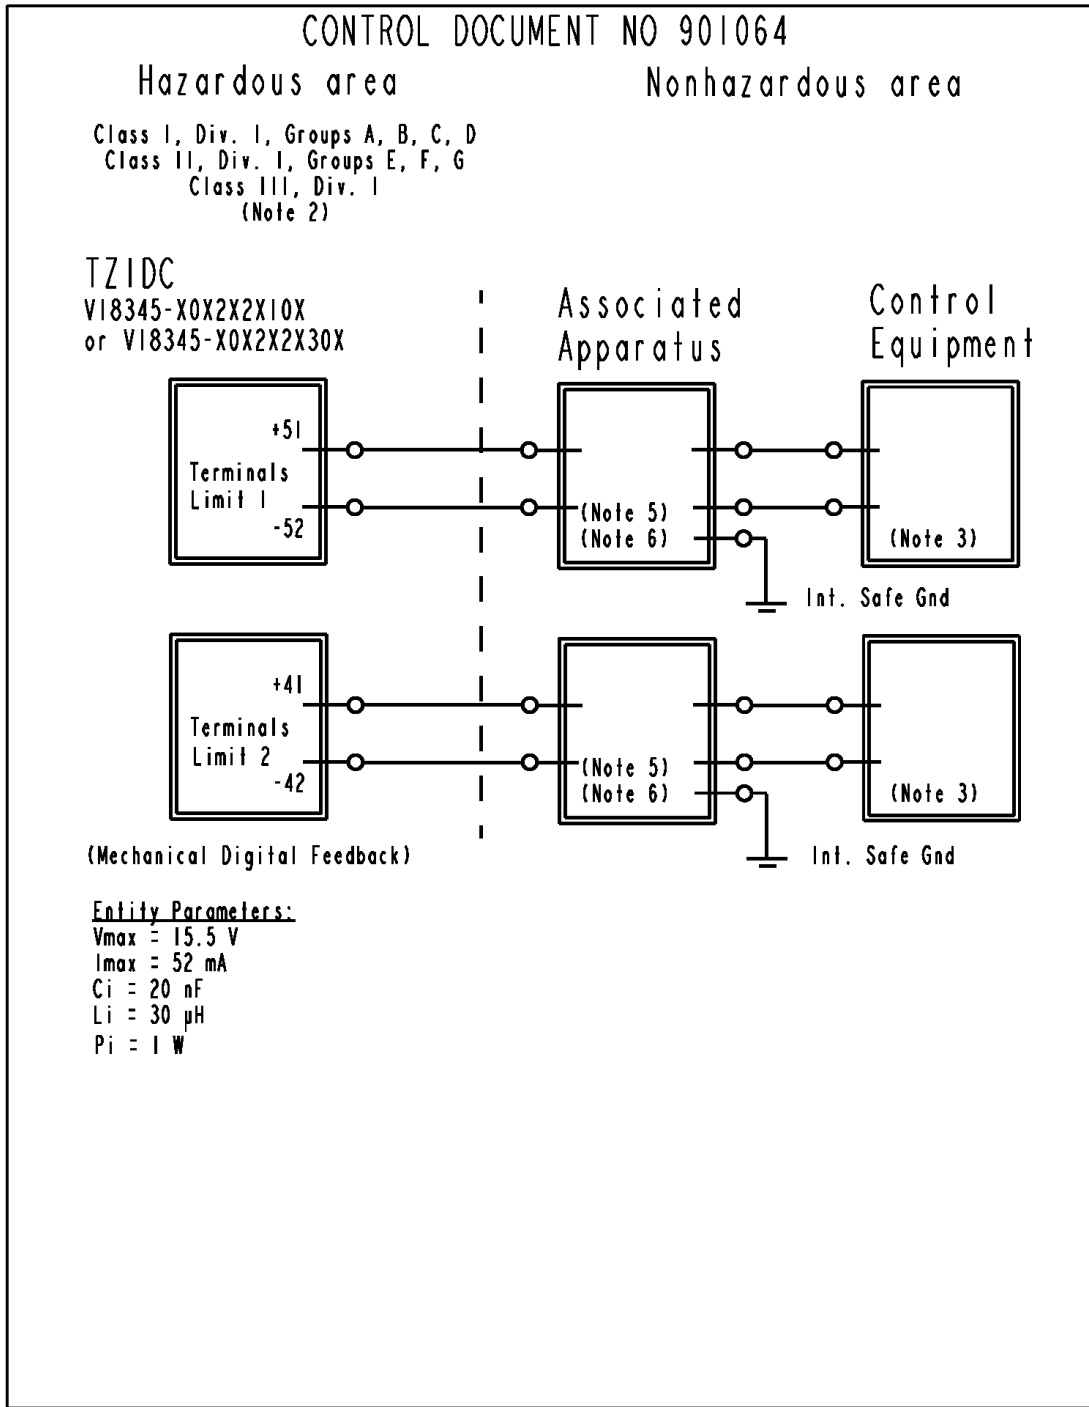 CONTROL DOCUMENT NO 901064
Hazardous area
Nonhazardous area
Class I, Div. I, Groups A, B, C, D
Class II, Div. I, Groups E, F, G
Class III, Div. I
(Note 2)
TZIDC
V18345-X0X2X2X10X
or V18345-X0X2X2X30X
Associated
Apparatus
Control
Equipment
+51
Terminals
Limit 1
-52
(Note 5)
(Note 6)
(Note 3)
Int. Safe Gnd
+41
Terminals
Limit 2
-42
(Note 5)
(Note 6)
(Note 3)
Int. Safe Gnd
(Mechanical Digital Feedback)
Entity Parameters:
Vmax = 15.5 V
Imax = 52 mA
Ci = 20 nF
Li = 30 µH
Pi = 1 W